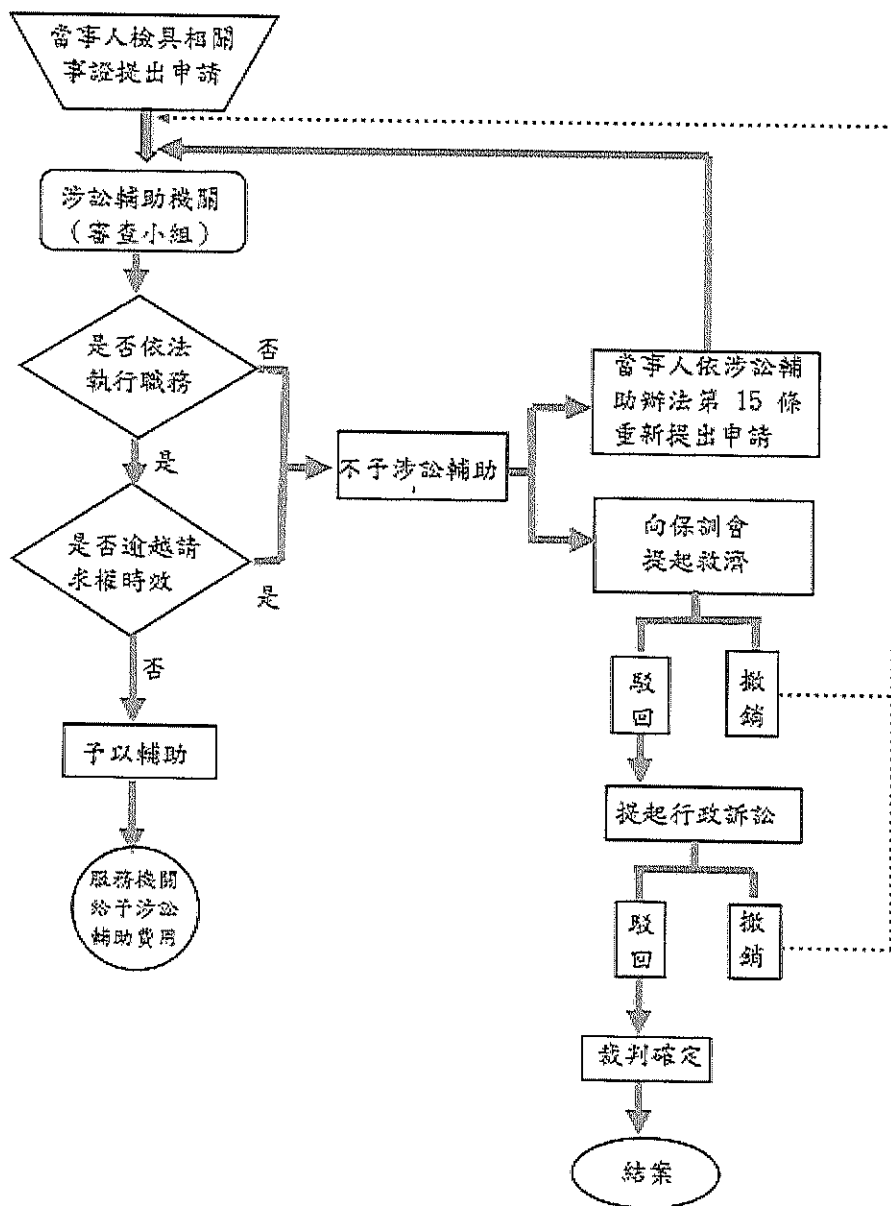 當事人檢具相關
事證提出申請
涉訟輔助機關
（審查小組）
是否依法
執行職務
否
是
是否逾越請
求權時效
是
否
予以輔助
服務機關
給予涉訟
輔助費用
不予涉訟輔助
當事人依涉訟輔
助辦法第 15 條
重新提出申請
向保訓會
提起救濟
駁
回
撤
銷
提起行政訴訟
駁
回
撤
銷
裁判確定
結案